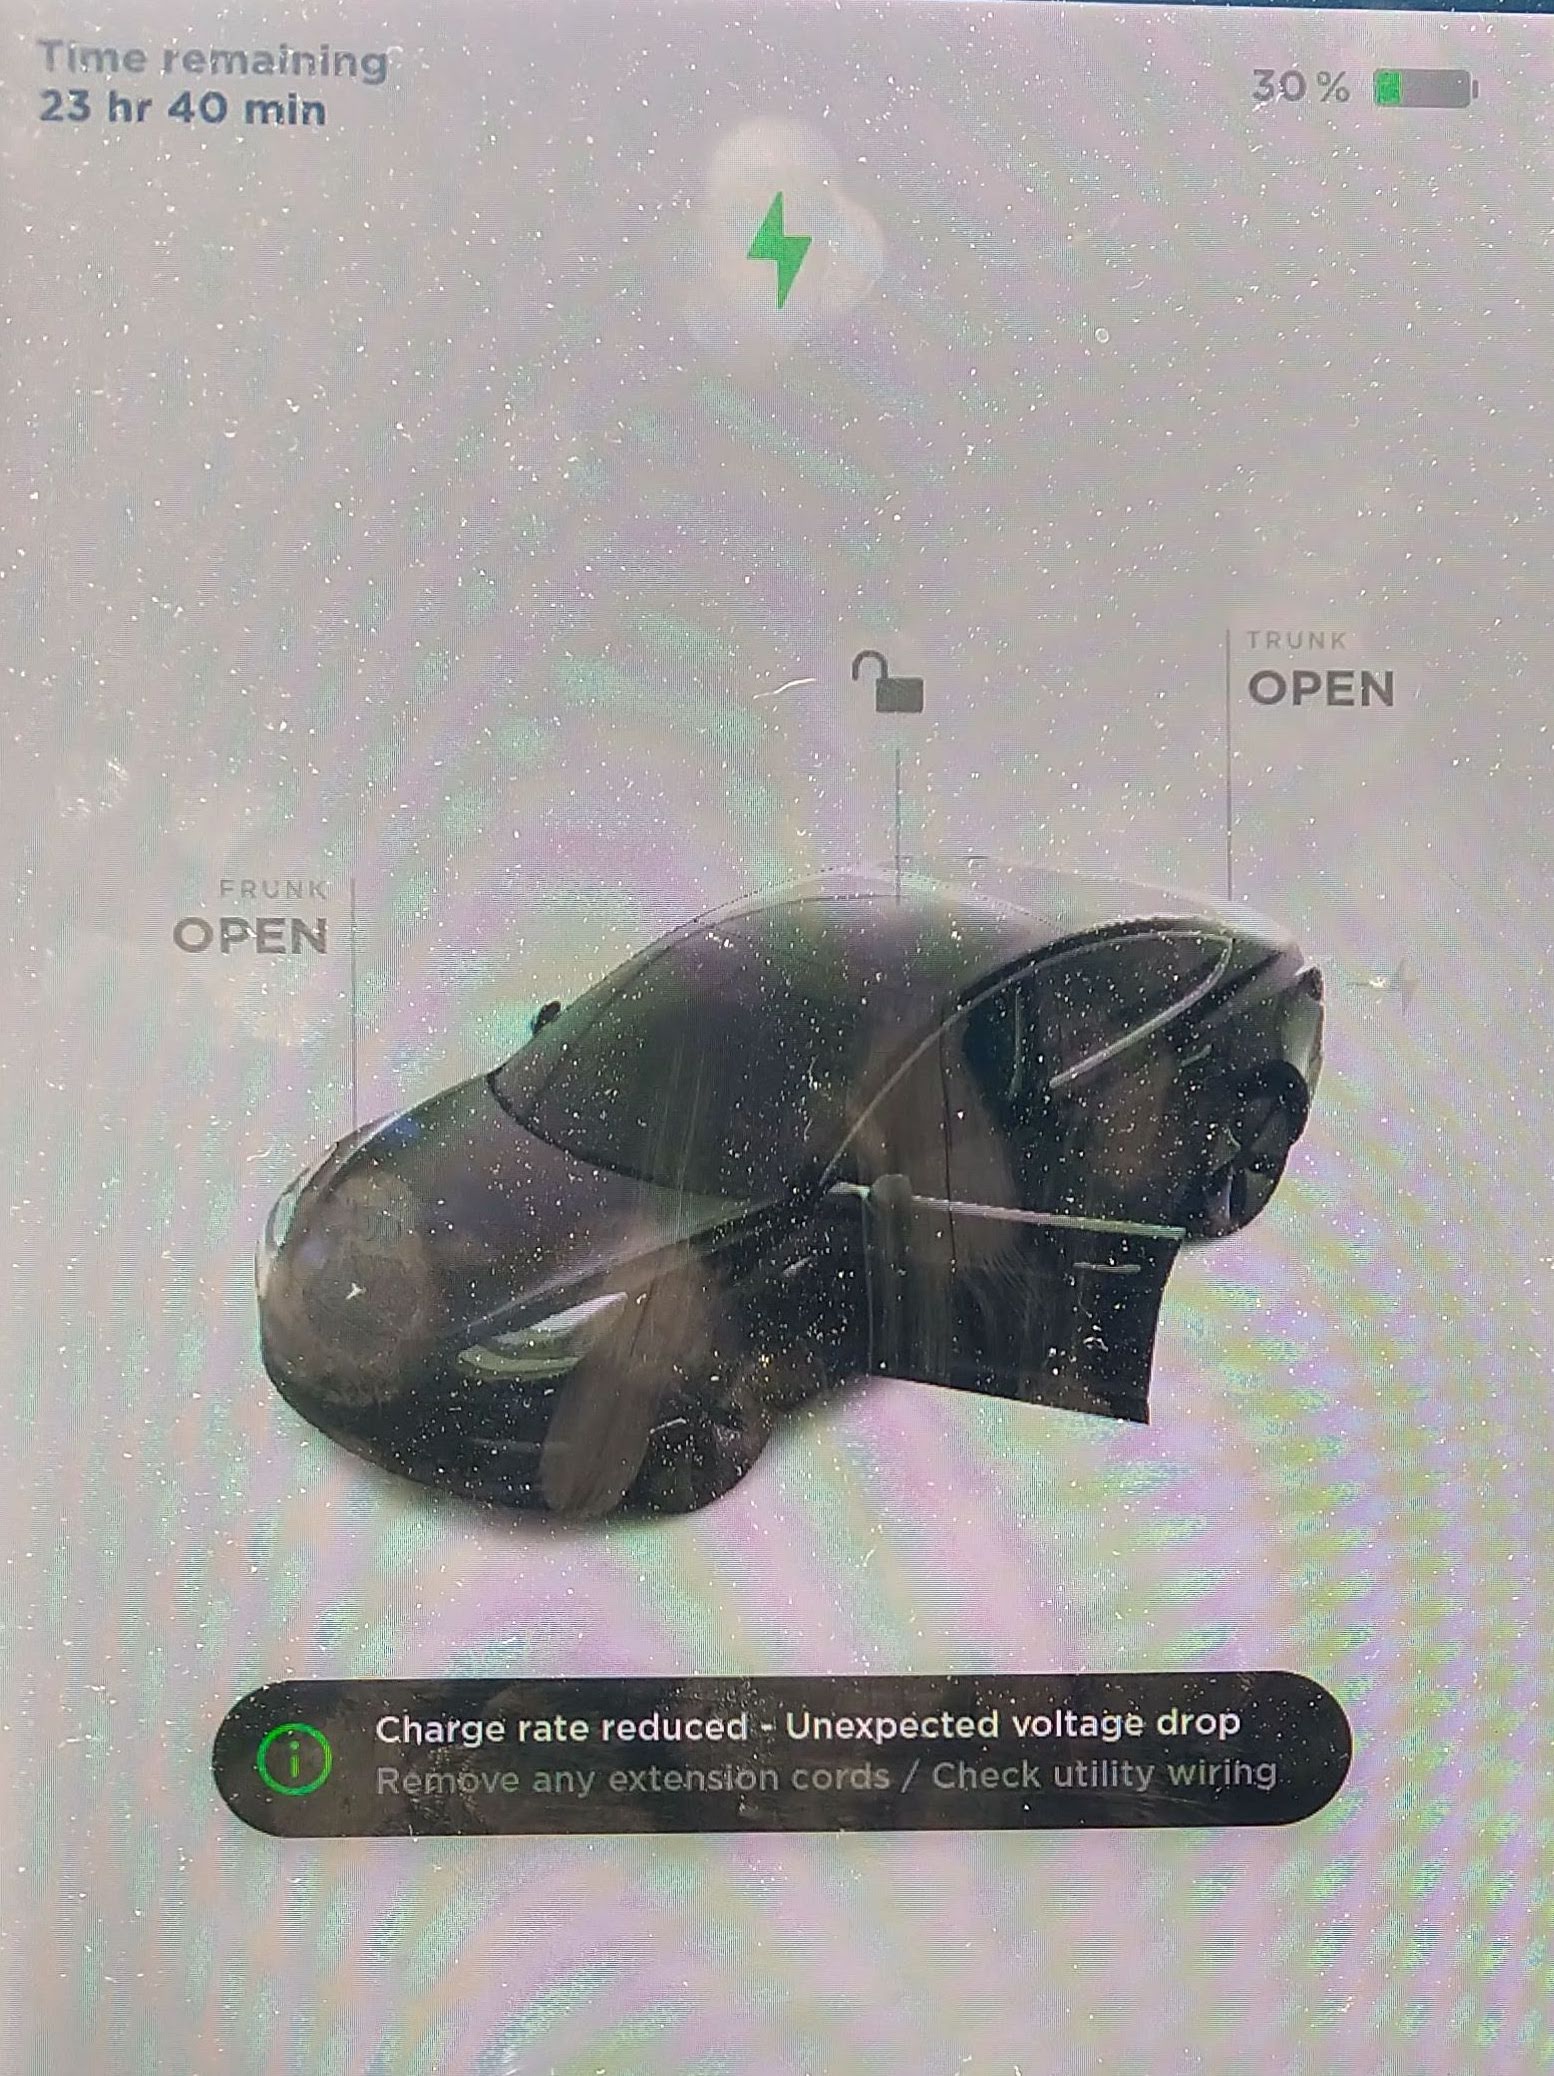 Time remaining
23 hr 40 min
30 %
TRUNK
OPEN
FRUNK
OPEN
Charge rate reduced - Unexpected voltage drop
Remove any extension cords / Check utility wiring